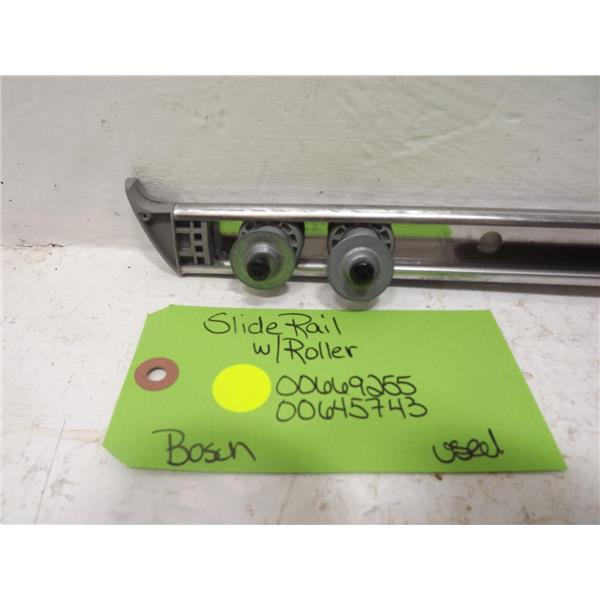 Slide Rail
w/Roller
00669255
00645743
Bosch
used